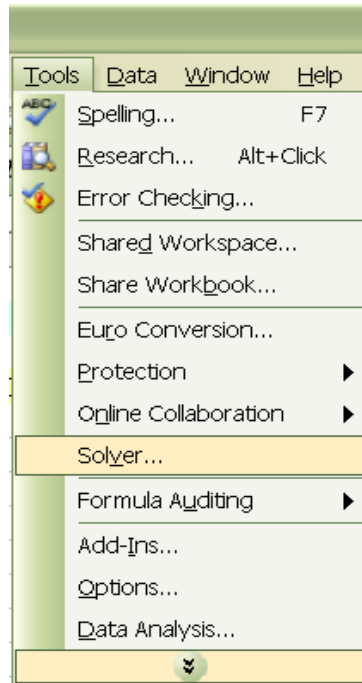 Tools Data Window Help
Spelling... F7
Research... Alt+Click
Error Checking...
Shared Workspace...
Share Workbook...
Euro Conversion...
Protection
Online Collaboration
Solver...
Formula Auditing
Add-Ins...
Options...
Data Analysis...